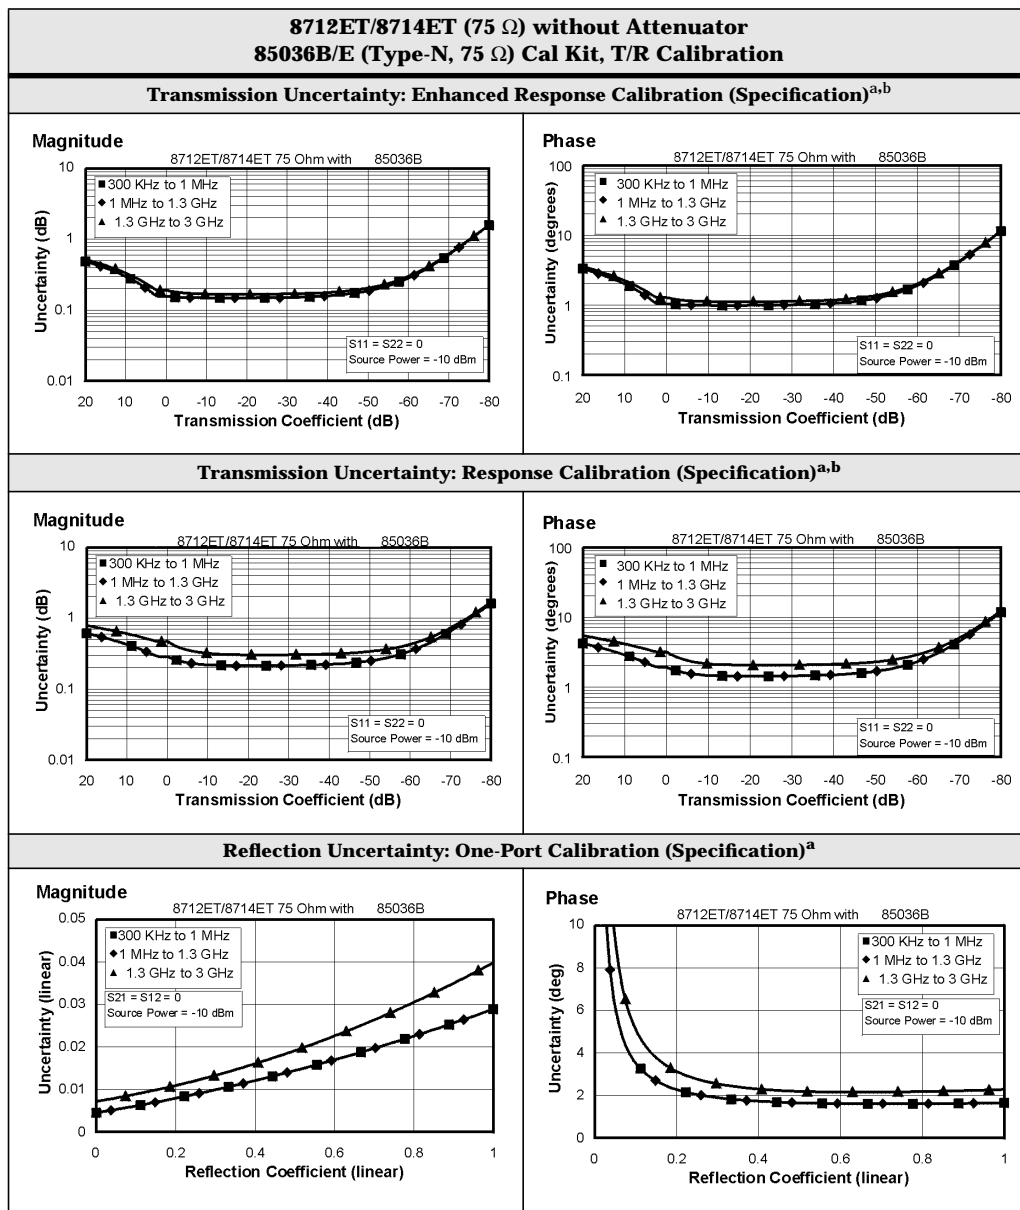 8712ET/8714ET (75 Ω) without Attenuator
85036B/E (Type-N, 75 Ω) Cal Kit, T/R Calibration
Transmission Uncertainty: Enhanced Response Calibration (Specification)a,b
Magnitude
8712ET/8714ET 75 Ohm with 85036B
300 KHz to 1 MHz
1 MHz to 1.3 GHz
1.3 GHz to 3 GHz
Uncertainty (dB)
10
1
0.1
0.01
S11 = S22 = 0
Source Power = -10 dBm
20 10 0 -10 -20 -30 -40 -50 -60 -70 -80
Transmission Coefficient (dB)
Phase
8712ET/8714ET 75 Ohm with 85036B
300 KHz to 1 MHz
1 MHz to 1.3 GHz
1.3 GHz to 3 GHz
Uncertainty (degrees)
100
10
1
0.1
S11 = S22 = 0
Source Power = -10 dBm
20 10 0 -10 -20 -30 -40 -50 -60 -70 -80
Transmission Coefficient (dB)
Transmission Uncertainty: Response Calibration (Specification)a,b
Magnitude
8712ET/8714ET 75 Ohm with 85036B
300 KHz to 1 MHz
1 MHz to 1.3 GHz
1.3 GHz to 3 GHz
Uncertainty (dB)
10
1
0.1
0.01
S11 = S22 = 0
Source Power = -10 dBm
20 10 0 -10 -20 -30 -40 -50 -60 -70 -80
Transmission Coefficient (dB)
Phase
8712ET/8714ET 75 Ohm with 85036B
300 KHz to 1 MHz
1 MHz to 1.3 GHz
1.3 GHz to 3 GHz
Uncertainty (degrees)
100
10
1
0.1
S11 = S22 = 0
Source Power = -10 dBm
20 10 0 -10 -20 -30 -40 -50 -60 -70 -80
Transmission Coefficient (dB)
Reflection Uncertainty: One-Port Calibration (Specification)a
Magnitude
8712ET/8714ET 75 Ohm with 85036B
300 KHz to 1 MHz
1 MHz to 1.3 GHz
1.3 GHz to 3 GHz
S21 = S12 = 0
Source Power = -10 dBm
Uncertainty (linear)
0.05
0.04
0.03
0.02
0.01
0
0 0.2 0.4 0.6 0.8 1
Reflection Coefficient (linear)
Phase
8712ET/8714ET 75 Ohm with 85036B
300 KHz to 1 MHz
1 MHz to 1.3 GHz
1.3 GHz to 3 GHz
S21 = S12 = 0
Source Power = -10 dBm
Uncertainty (deg)
10
8
6
4
2
0
0 0.2 0.4 0.6 0.8 1
Reflection Coefficient (linear)